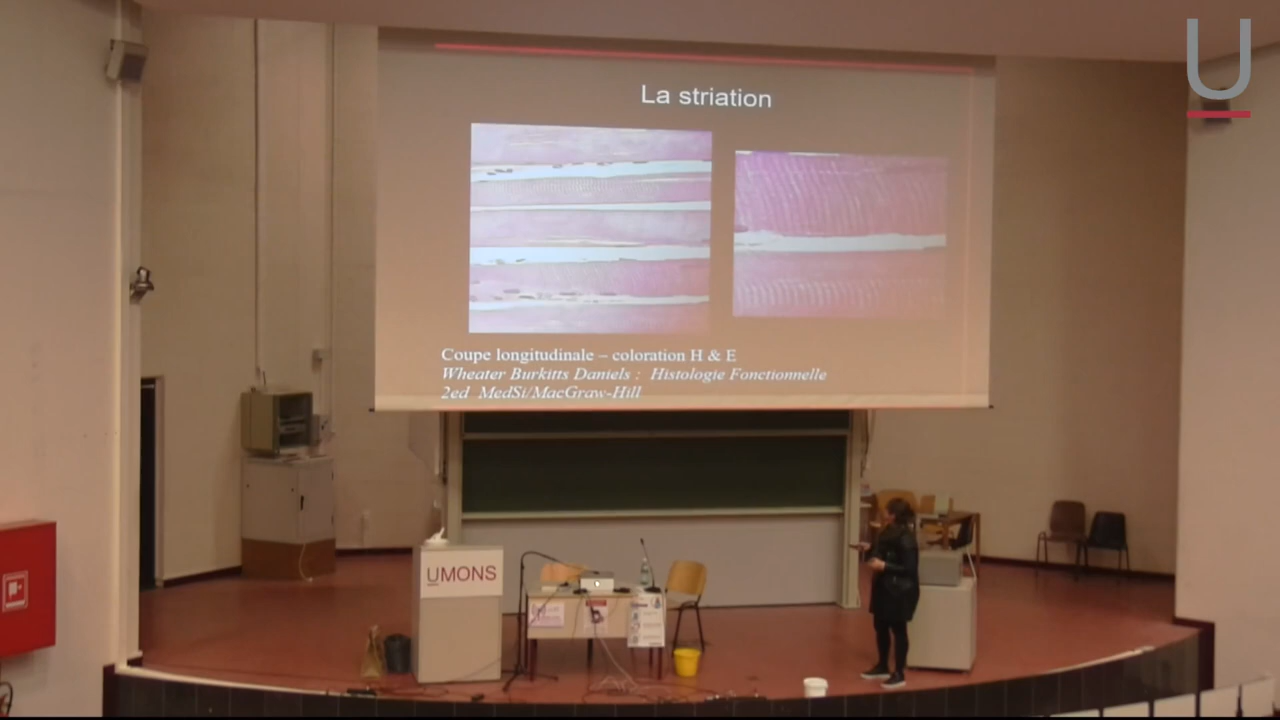 U
La striation
Coupe longitudinale – coloration H & E
Wheater Burkitts Daniels : Histologie Fonctionnelle
2ed MedSi/MacGraw-Hill
UMONS